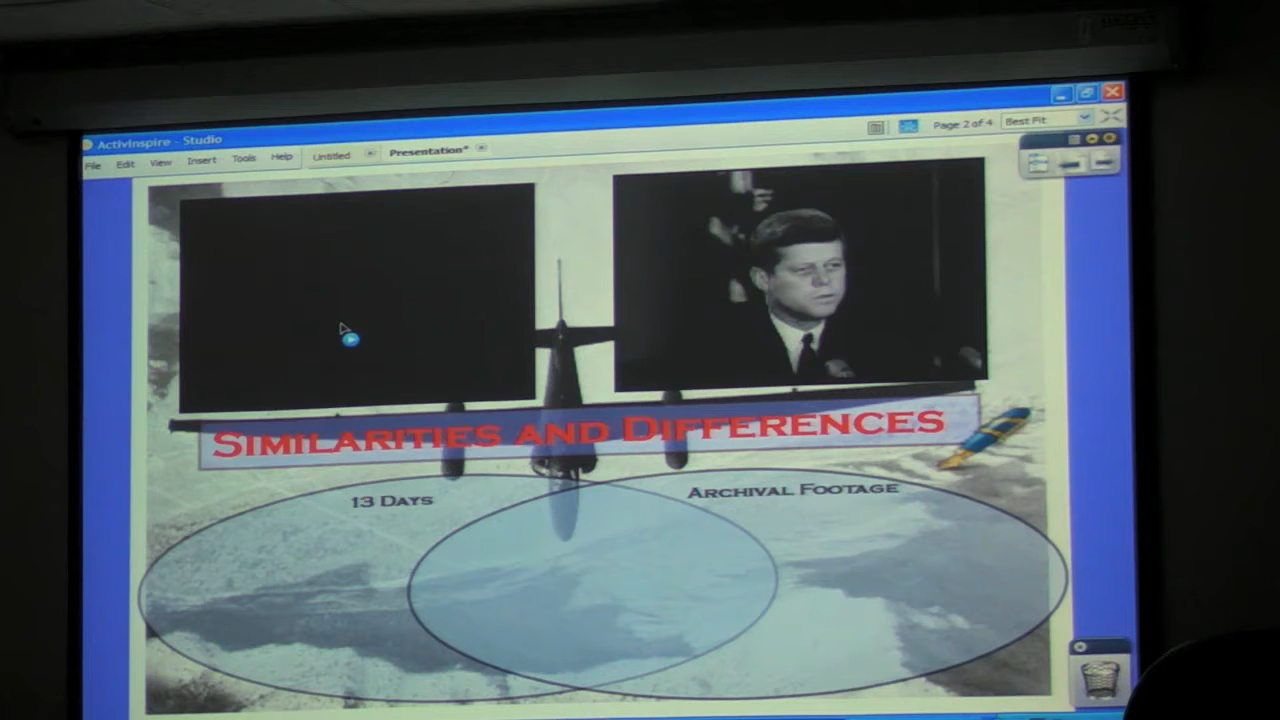 ActivInspire - Studio
File Edit View Insert Tools Help Untitled Presentation* Page 2 of 4 Best Fit
SIMILARITIES AND DIFFERENCES
13 DAYS
ARCHIVAL FOOTAGE